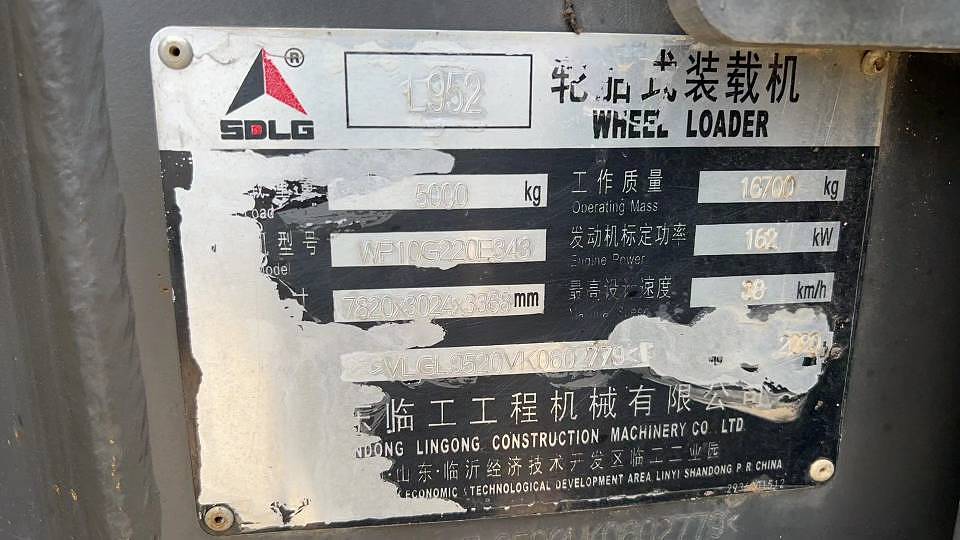 ®
L952
轮胎式装载机
SDLG
WHEEL LOADER
5000 kg
工作质量
16700 kg
Load
Operating Mass
型号
WP10G220E343
发动机标定功率
162 kW
Model
Engine Power
7820x3024x3368 mm
最高设计速度
38 km/h
VLGL9520VK0602779
临工工程机械有限公司
NDONG LINGONG CONSTRUCTION MACHINERY CO. LTD.
山东·临沂经济技术开发区临工工业园
ECONOMIC & TECHNOLOGICAL DEVELOPMENT AREA, LINYI SHANDONG P. R. CHINA
K0602779<